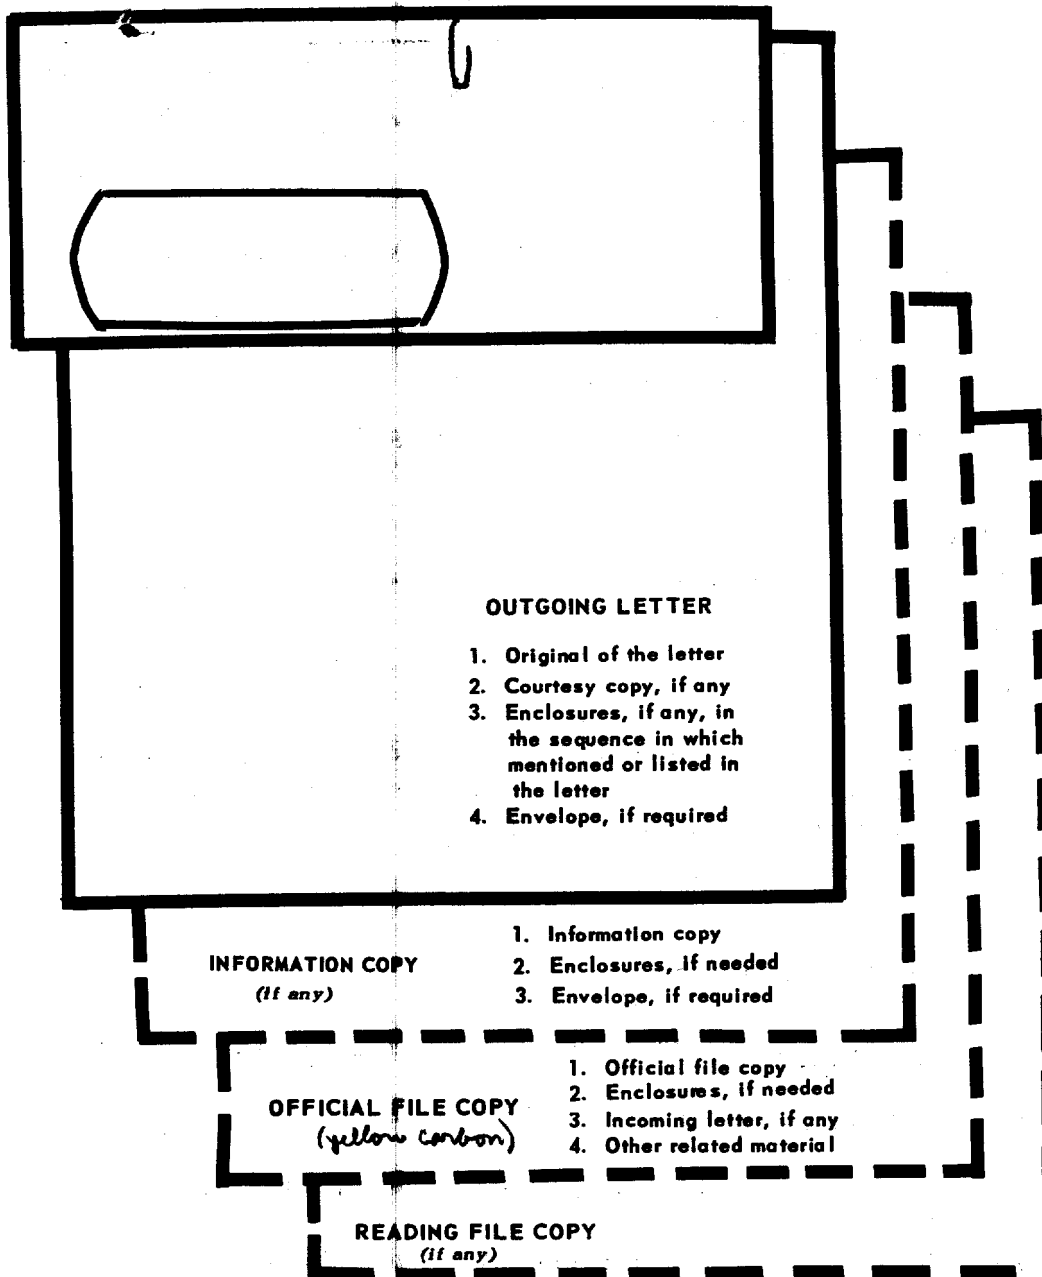 OUTGOING LETTER
1. Original of the letter
2. Courtesy copy, if any
3. Enclosures, if any, in
the sequence in which
mentioned or listed in
the letter
4. Envelope, if required
INFORMATION COPY
(if any)
1. Information copy
2. Enclosures, if needed
3. Envelope, if required
OFFICIAL FILE COPY
(yellow carbon)
1. Official file copy
2. Enclosures, if needed
3. Incoming letter, if any
4. Other related material
READING FILE COPY
(if any)